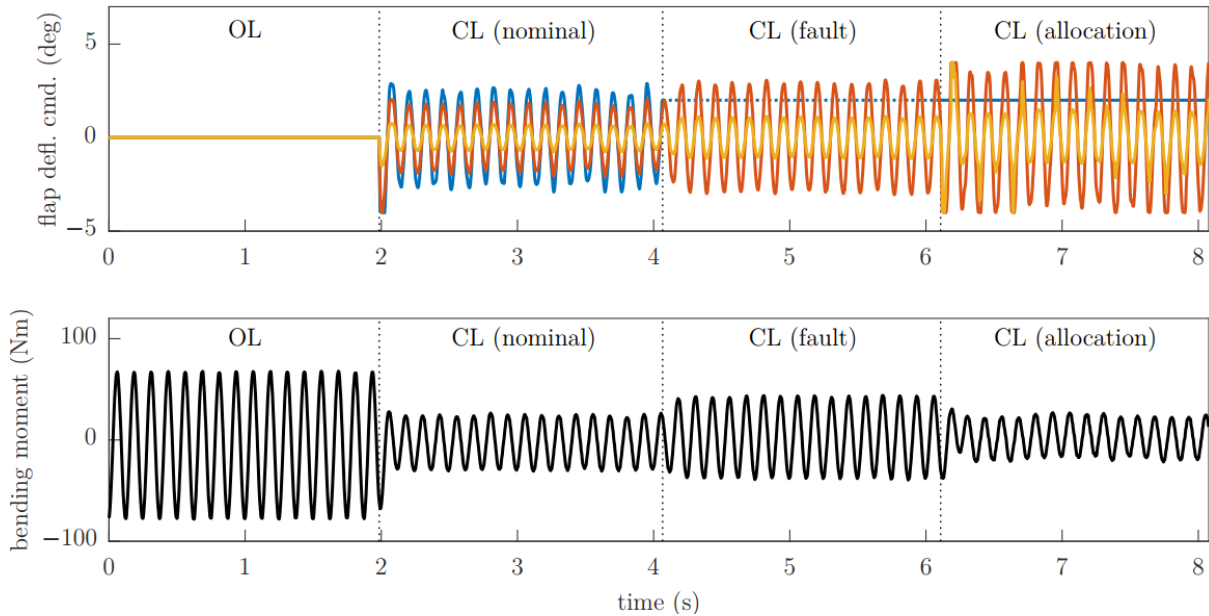 OL CL (nominal) CL (fault) CL (allocation)
flap defl. cmd. (deg)
5
0
−5
0 1 2 3 4 5 6 7 8
OL CL (nominal) CL (fault) CL (allocation)
bending moment (Nm)
100
0
−100
0 1 2 3 4 5 6 7 8
time (s)